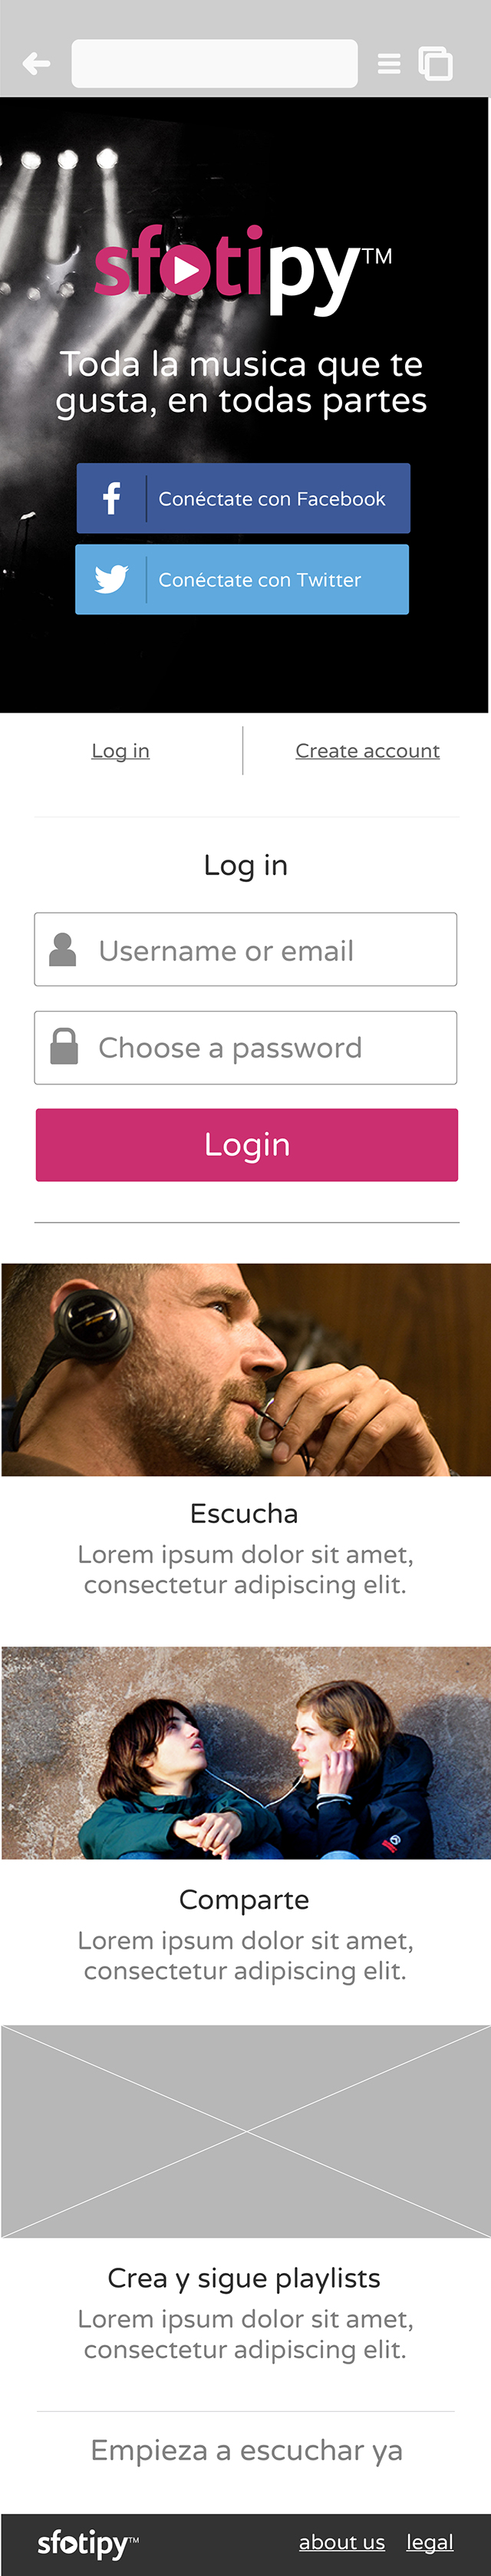 sfotipy™
Toda la musica que te
gusta, en todas partes
Conéctate con Facebook
Conéctate con Twitter
Log in
Create account
Log in
Username or email
Choose a password
Login
Escucha
Lorem ipsum dolor sit amet,
consectetur adipiscing elit.
Comparte
Lorem ipsum dolor sit amet,
consectetur adipiscing elit.
Crea y sigue playlists
Lorem ipsum dolor sit amet,
consectetur adipiscing elit.
Empieza a escuchar ya
sfotipy™ about us legal